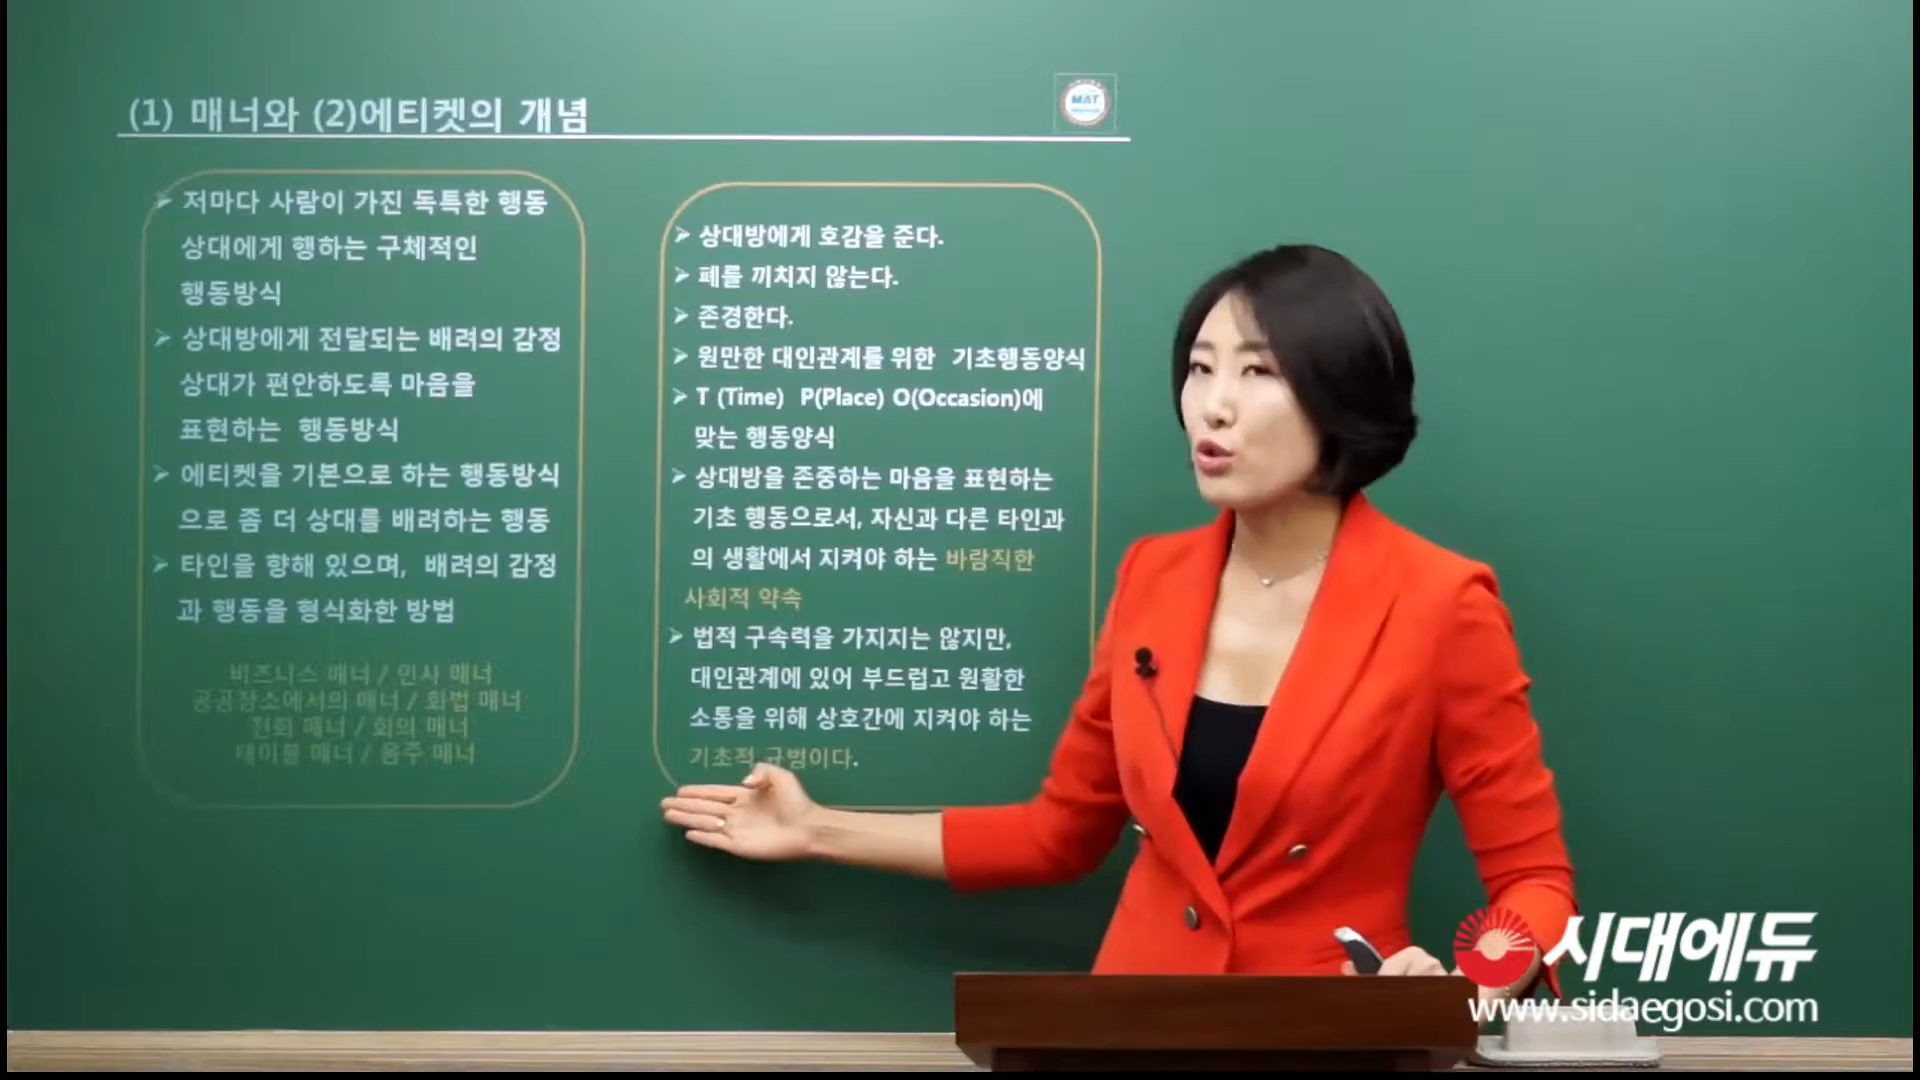 (1) 매너와 (2)에티켓의 개념
MAT
➢ 저마다 사람이 가진 독특한 행동
상대에게 행하는 구체적인
행동방식
➢ 상대방에게 전달되는 배려의 감정
상대가 편안하도록 마음을
표현하는 행동방식
➢ 에티켓을 기본으로 하는 행동방식
으로 좀 더 상대를 배려하는 행동
➢ 타인을 향해 있으며, 배려의 감정
과 행동을 형식화한 방법
비즈니스 매너 / 인사 매너
공공장소에서의 매너 / 화법 매너
전화 매너 / 회의 매너
테이블 매너 / 음주 매너
➢ 상대방에게 호감을 준다.
➢ 폐를 끼치지 않는다.
➢ 존경한다.
➢ 원만한 대인관계를 위한 기초행동양식
➢ T (Time) P(Place) O(Occasion)에
맞는 행동양식
➢ 상대방을 존중하는 마음을 표현하는
기초 행동으로서, 자신과 다른 타인과
의 생활에서 지켜야 하는 바람직한
사회적 약속
➢ 법적 구속력을 가지지는 않지만,
대인관계에 있어 부드럽고 원활한
소통을 위해 상호간에 지켜야 하는
기초적 규범이다.
시대에듀
www.sidaegosi.com